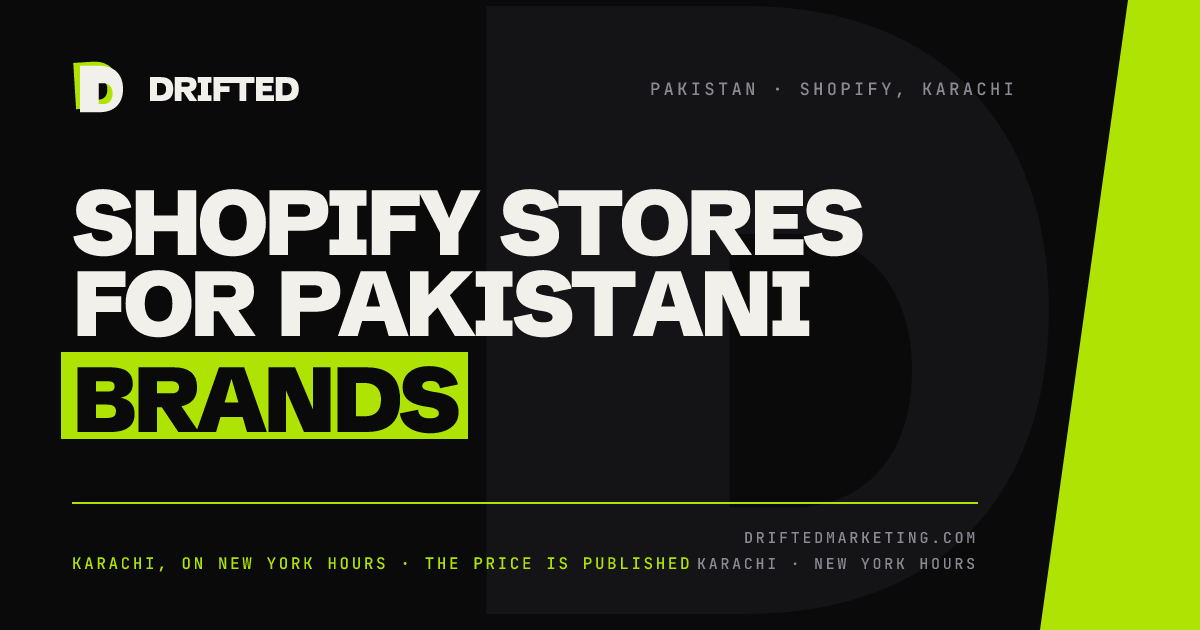 DRIFTED
PAKISTAN · SHOPIFY, KARACHI
SHOPIFY STORES
FOR PAKISTANI
BRANDS
DRIFTEDMARKETING.COM
KARACHI, ON NEW YORK HOURS · THE PRICE IS PUBLISHED
KARACHI · NEW YORK HOURS